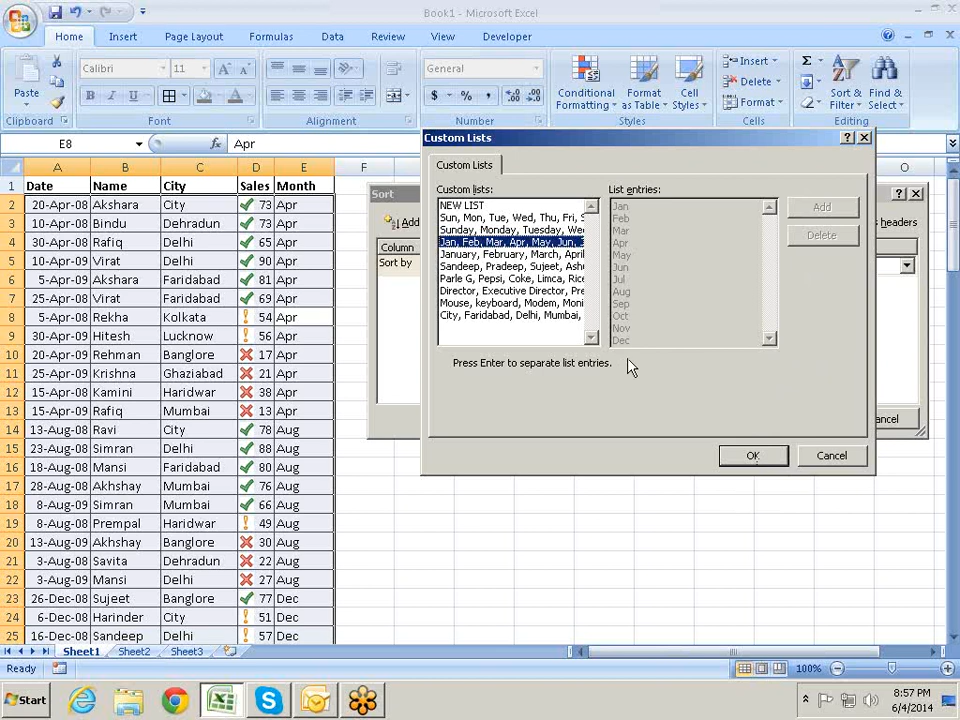 Book1 - Microsoft Excel
Home Insert Page Layout Formulas Data Review View Developer
Calibri 11 General Insert Σ
Paste B I U $ % , Conditional Format Cell Delete Sort & Find &
Formatting as Table Styles Format Filter Select
Clipboard Font Alignment Number Styles Cells Editing
E8 fx Apr
Custom Lists
A B C D E F O
1 Date Name City Sales Month
2 20-Apr-08 Akshara City 73 Apr
3 10-Apr-09 Bindu Dehradun 73 Apr
4 30-Apr-09 Rafiq Delhi 65 Apr
5 10-Apr-09 Virat Delhi 90 Apr
6 5-Apr-09 Akshara Faridabad 81 Apr
7 25-Apr-08 Virat Faridabad 69 Apr
8 5-Apr-08 Rekha Kolkata 54 Apr
9 30-Apr-09 Hitesh Lucknow 56 Apr
10 20-Apr-09 Rehman Banglore 17 Apr
11 25-Apr-09 Krishna Ghaziabad 21 Apr
12 15-Apr-08 Kamini Haridwar 38 Apr
13 15-Apr-09 Rafiq Mumbai 13 Apr
14 13-Aug-08 Ravi City 78 Aug
15 23-Aug-08 Simran Delhi 88 Aug
16 18-Aug-08 Mansi Faridabad 80 Aug
17 28-Aug-08 Akhshay Mumbai 76 Aug
18 8-Aug-09 Simran Mumbai 66 Aug
19 8-Aug-08 Prempal Haridwar 49 Aug
20 13-Aug-09 Akhshay Banglore 30 Aug
21 3-Aug-08 Savita Dehradun 22 Aug
22 3-Aug-09 Mansi Delhi 27 Aug
23 26-Dec-08 Sujeet Banglore 77 Dec
24 6-Dec-08 Harinder City 51 Dec
25 16-Dec-08 Sandeep Delhi 57 Dec
Sort
Add
headers
Column
Sort by
ancel
Custom Lists
Custom lists: List entries:
NEW LIST
Sun, Mon, Tue, Wed, Thu, Fri, S
Sunday, Monday, Tuesday, We
Jan, Feb, Mar, Apr, May, Jun, J
January, February, March, April
Sandeep, Pradeep, Sujeet, Ash
Parle G, Pepsi, Coke, Limca, Rice
Director, Executive Director, Pre
Mouse, keyboard, Modem, Moni
City, Faridabad, Delhi, Mumbai,
Jan
Feb
Mar
Apr
May
Jun
Jul
Aug
Sep
Oct
Nov
Dec
Add
Delete
Press Enter to separate list entries.
OK Cancel
Sheet1 Sheet2 Sheet3
Ready 100%
Start 8:57 PM
6/4/2014